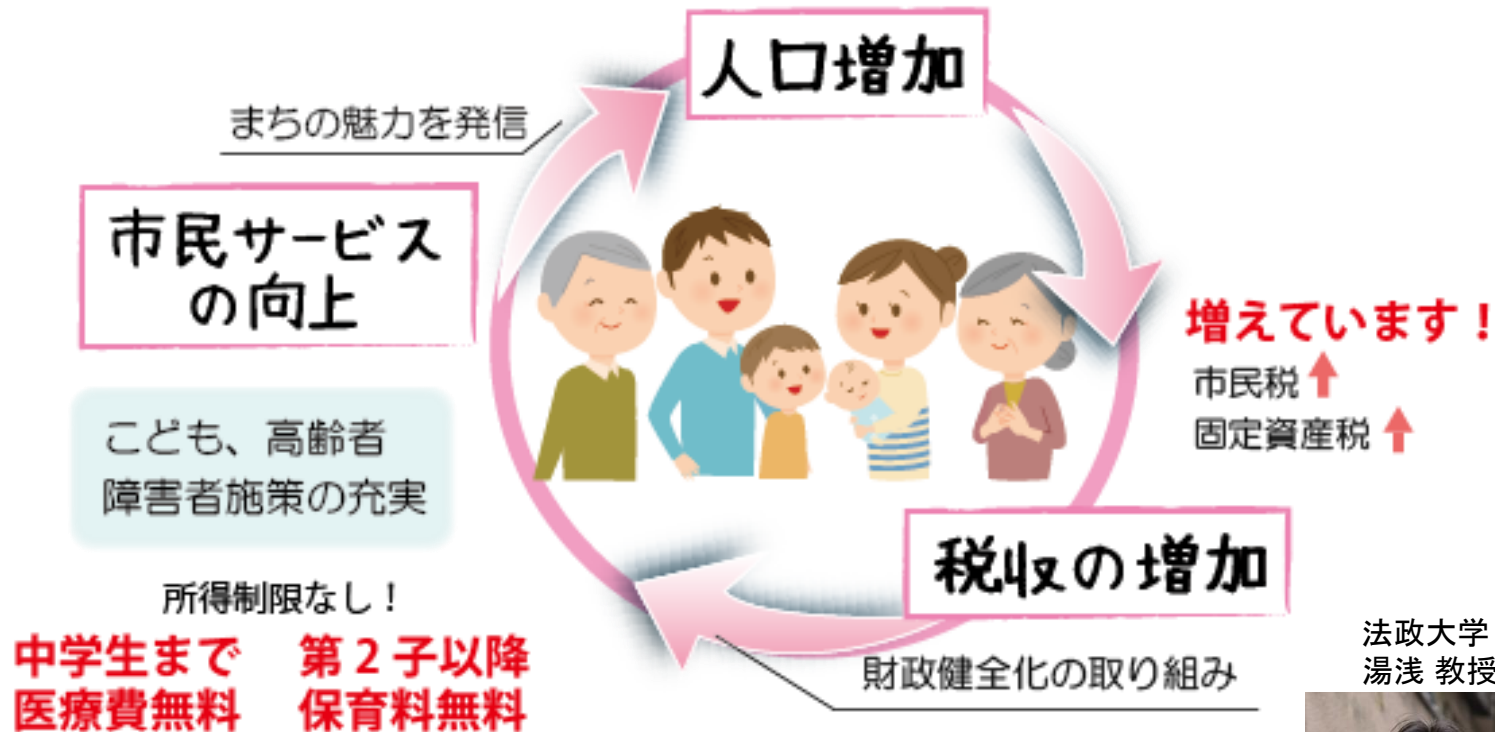 人口増加
まちの魅力を発信
市民サービス
の向上
増えています！
市民税
固定資産税
こども、高齢者
障害者施策の充実
税収の増加
所得制限なし！
中学生まで
医療費無料
第２子以降
保育料無料
財政健全化の取り組み
法政大学
湯浅 教授